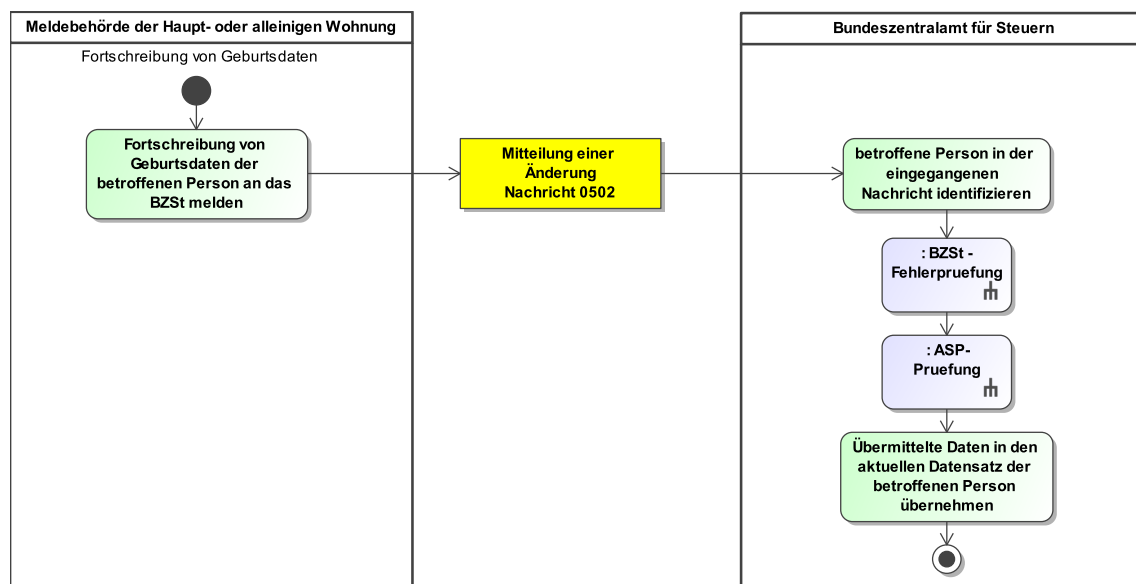 Meldebehörde der Haupt- oder alleinigen Wohnung
Fortschreibung von Geburtsdaten
Fortschreibung von
Geburtsdaten der
betroffenen Person an das
BZSt melden
Mitteilung einer
Änderung
Nachricht 0502
Bundeszentralamt für Steuern
betroffene Person in der
eingegangenen
Nachricht identifizieren
: BZSt -
Fehlerpruefung
: ASP-
Pruefung
Übermittelte Daten in den
aktuellen Datensatz der
betroffenen Person
übernehmen